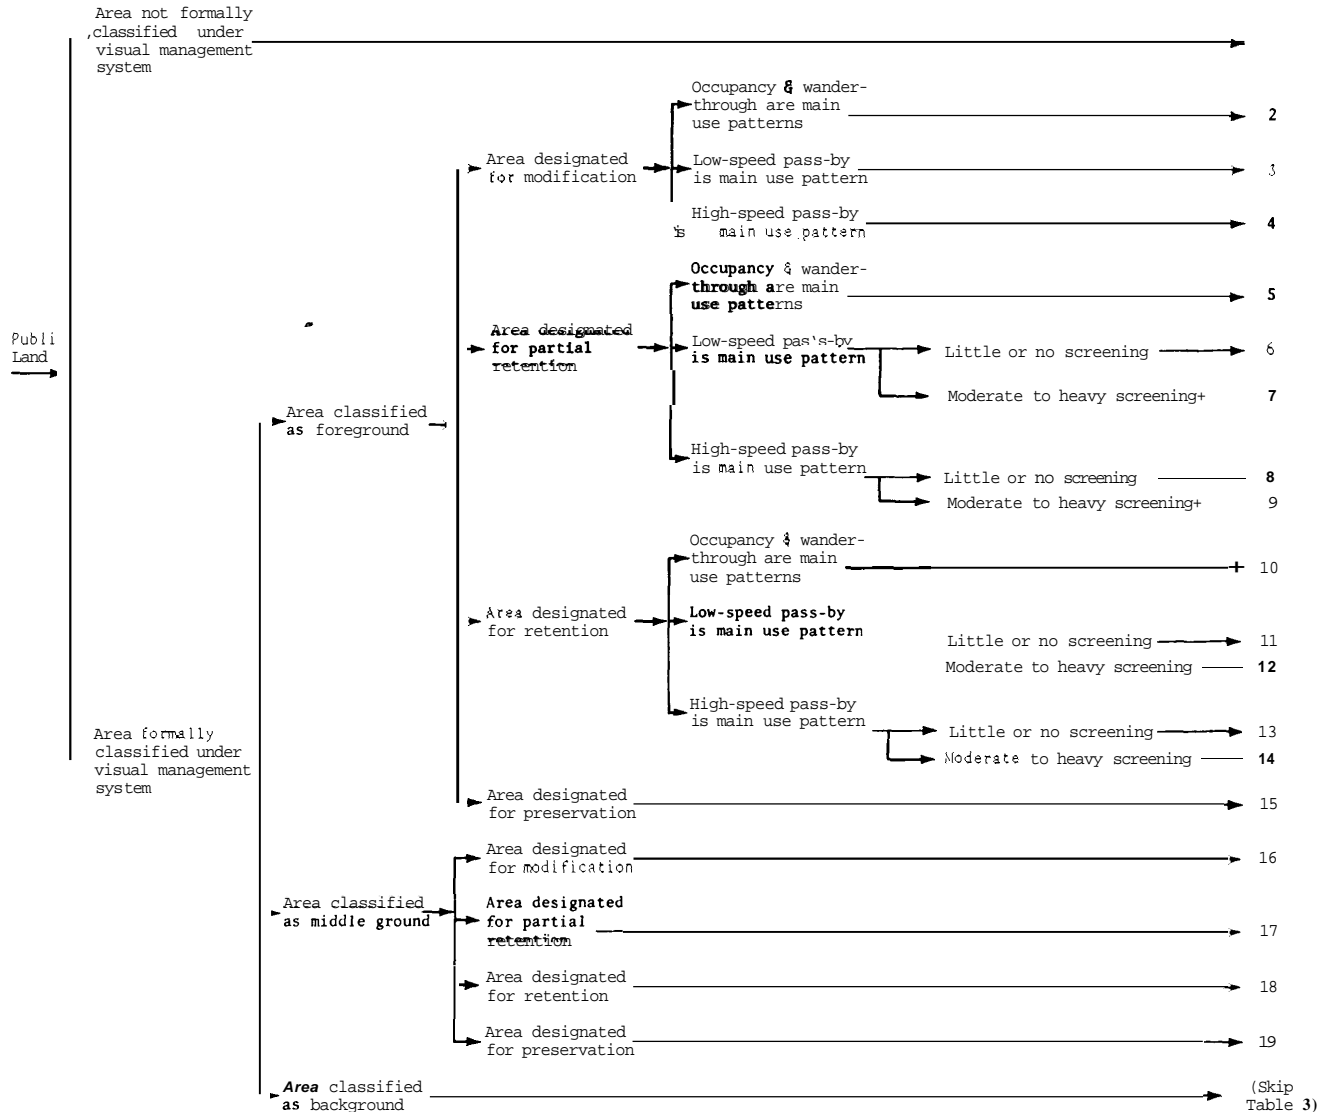 Area not formally
,classified under
visual management
system
Occupancy & wander-
through are main
use patterns
2
Area designated
for modification
Low-speed pass-by
is main use pattern
3
High-speed pass-by
is main use pattern
4
Occupancy & wander-
through are main
use patterns
5
Publi
Land
Area designated
for partial
retention
Low-speed pass-by
is main use pattern
Little or no screening
6
Moderate to heavy screening+
7
Area classified
as foreground
High-speed pass-by
is main use pattern
Little or no screening
8
Moderate to heavy screening+
9
Occupancy & wander-
through are main
use patterns
+ 10
Area designated
for retention
Low-speed pass-by
is main use pattern
Little or no screening
11
Moderate to heavy screening
12
High-speed pass-by
is main use pattern
Little or no screening
13
Moderate to heavy screening
14
Area formally
classified under
visual management
system
Area designated
for preservation
15
Area designated
for modification
16
Area classified
as middle ground
Area designated
for partial
retention
17
Area designated
for retention
18
Area designated
for preservation
19
Area classified
as background
(Skip
Table 3)